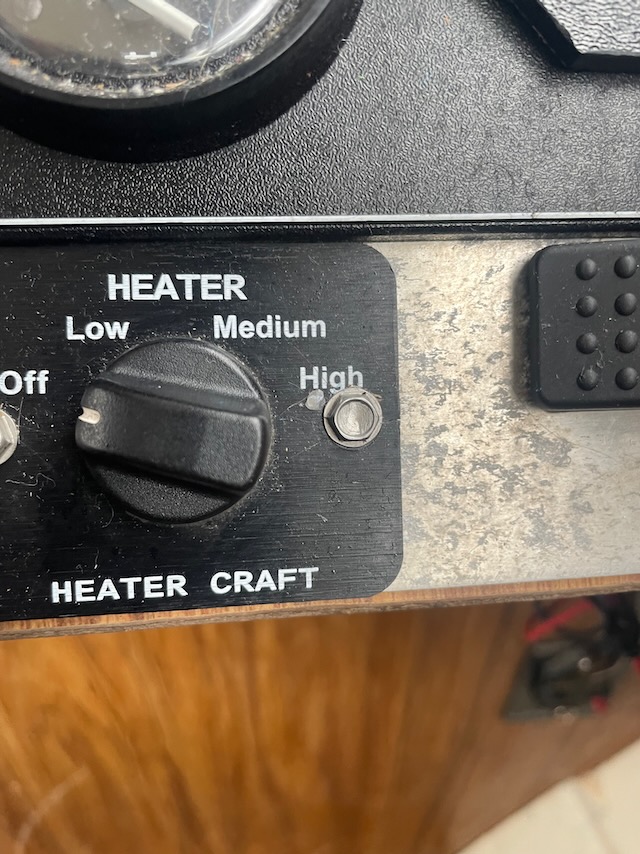 HEATER
Low Medium
Off High
HEATER CRAFT